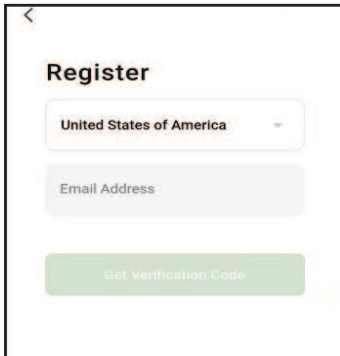 Register
United States of America
Email Address
Get Verification Code